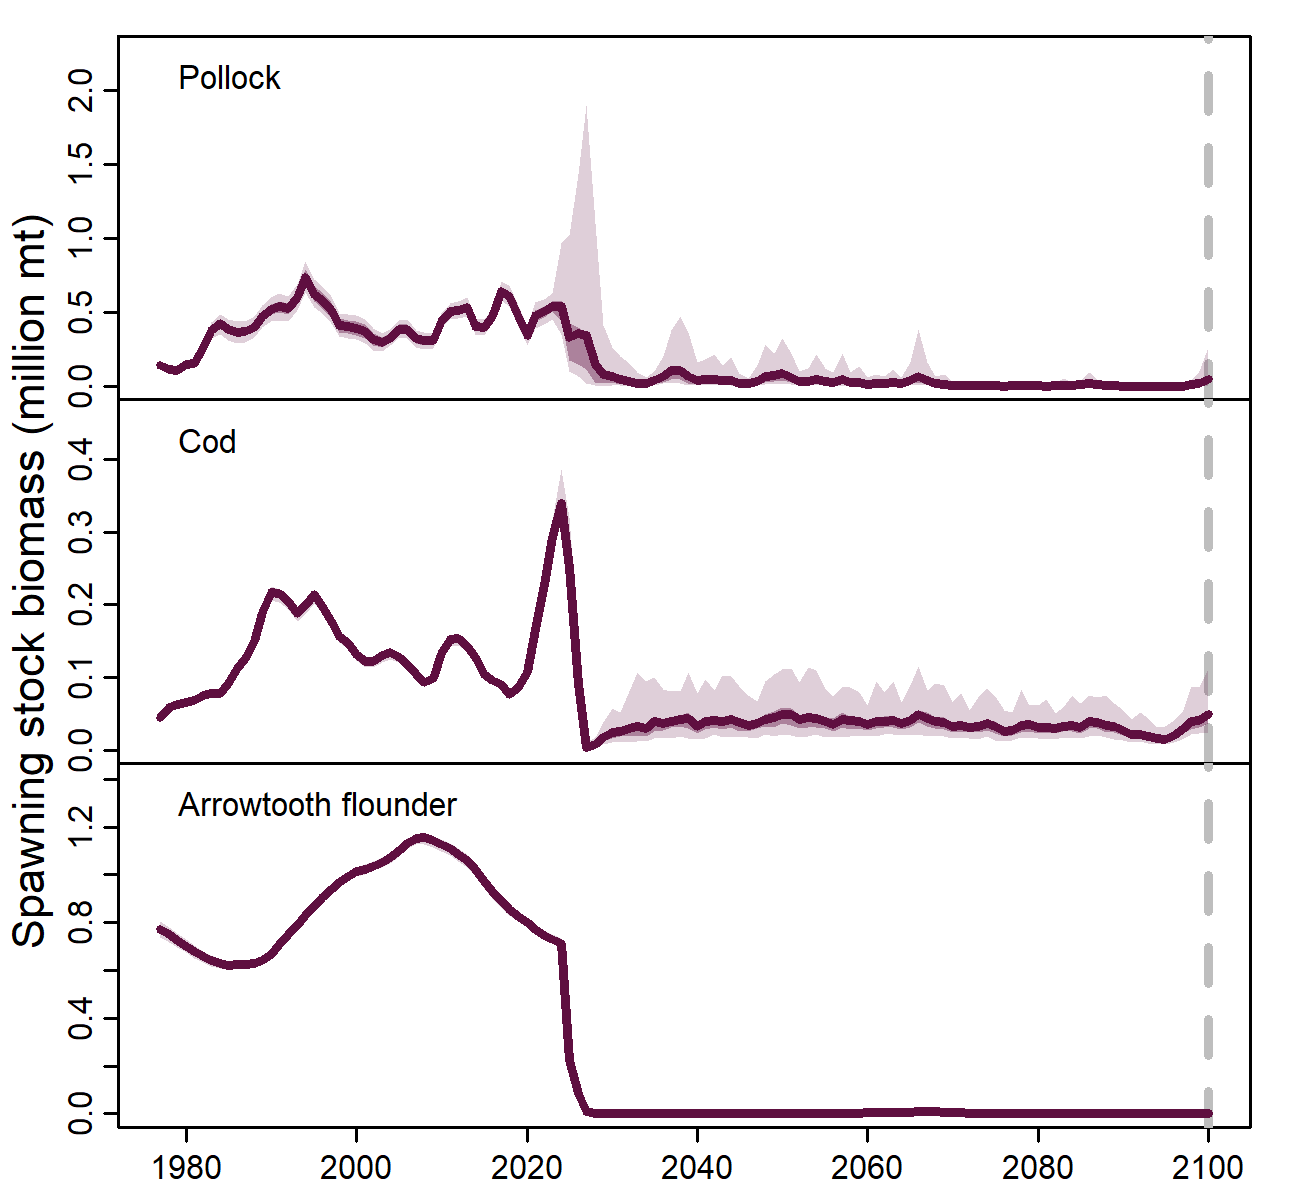 Spawning stock biomass (million mt)
Pollock
2.0
1.5
1.0
0.5
0.0
Cod
0.4
0.3
0.2
0.1
0.0
Arrowtooth flounder
1.2
0.8
0.4
0.0
1980 2000 2020 2040 2060 2080 2100